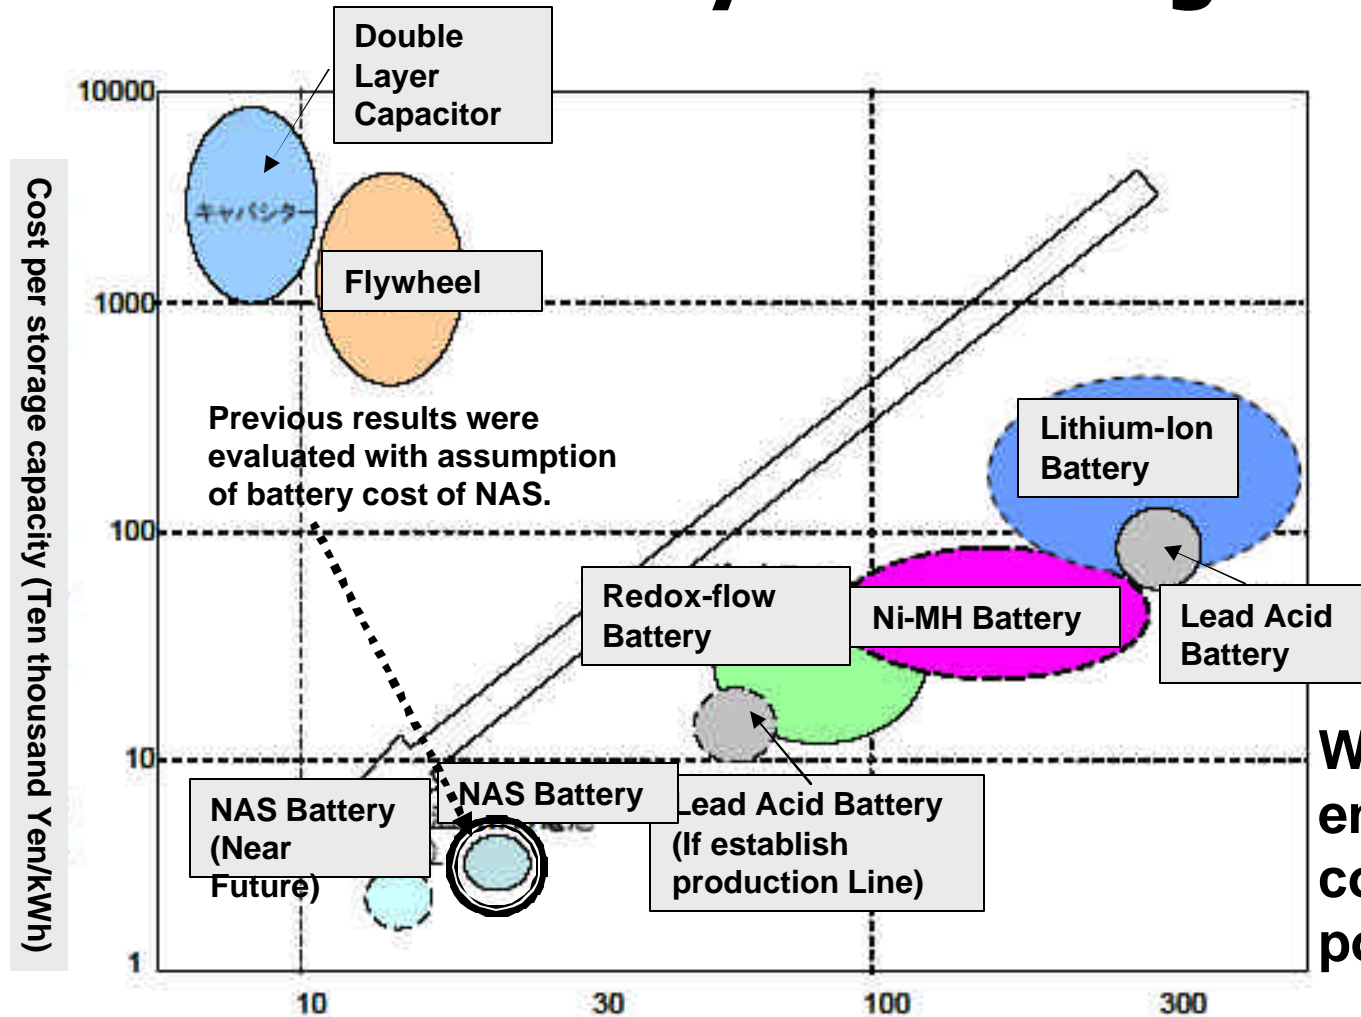 Double
Layer
Capacitor
10000
キャパシター
Flywheel
1000
Cost per storage capacity (Ten thousand Yen/kWh)
Previous results were
evaluated with assumption
of battery cost of NAS.
Lithium-Ion
Battery
100
Redox-flow
Battery
Ni-MH Battery
Lead Acid
Battery
10
NAS Battery
(Near
Future)
NAS Battery
Lead Acid Battery
(If establish
production Line)
1
10 30 100 300